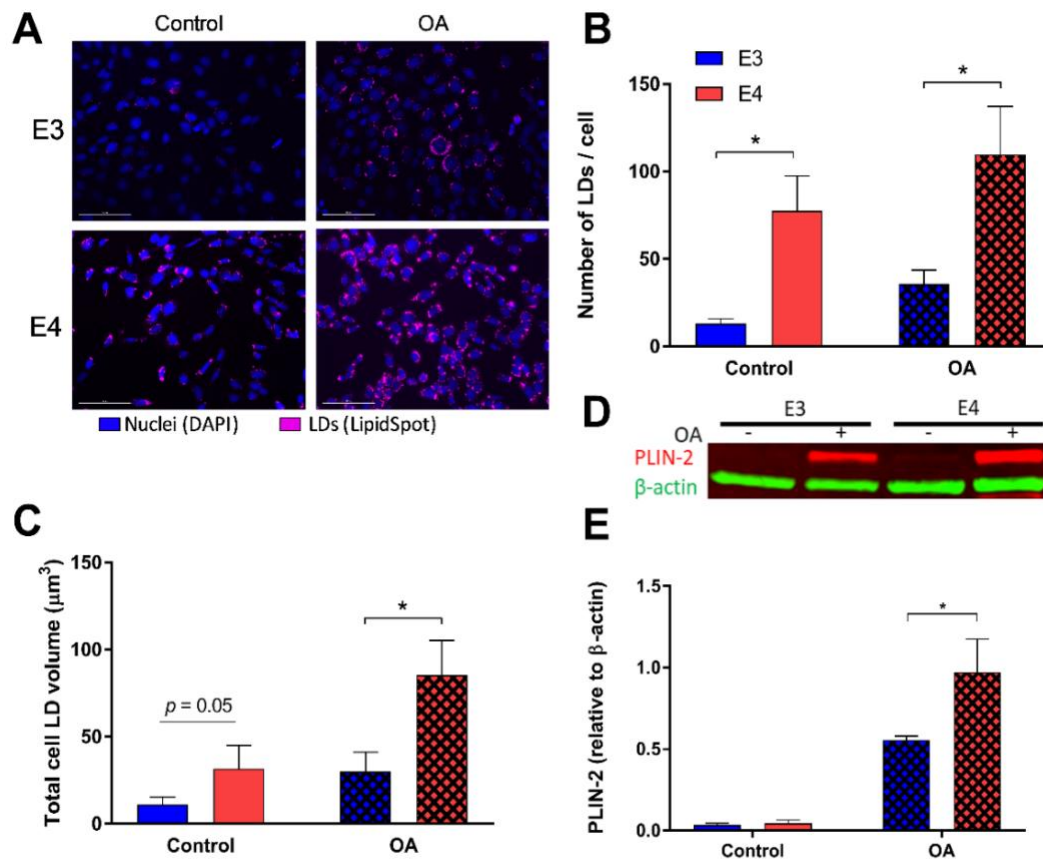 A
Control
OA
E3
E4
Nuclei (DAPI)
LDs (LipidSpot)
B
E3
E4
Number of LDs / cell
150
100
50
0
*
*
Control
OA
C
Total cell LD volume (μm³)
150
100
50
0
p = 0.05
*
Control
OA
D
E3
E4
OA
-
+
-
+
PLIN-2
β-actin
E
PLIN-2 (relative to β-actin)
1.5
1.0
0.5
0.0
*
Control
OA